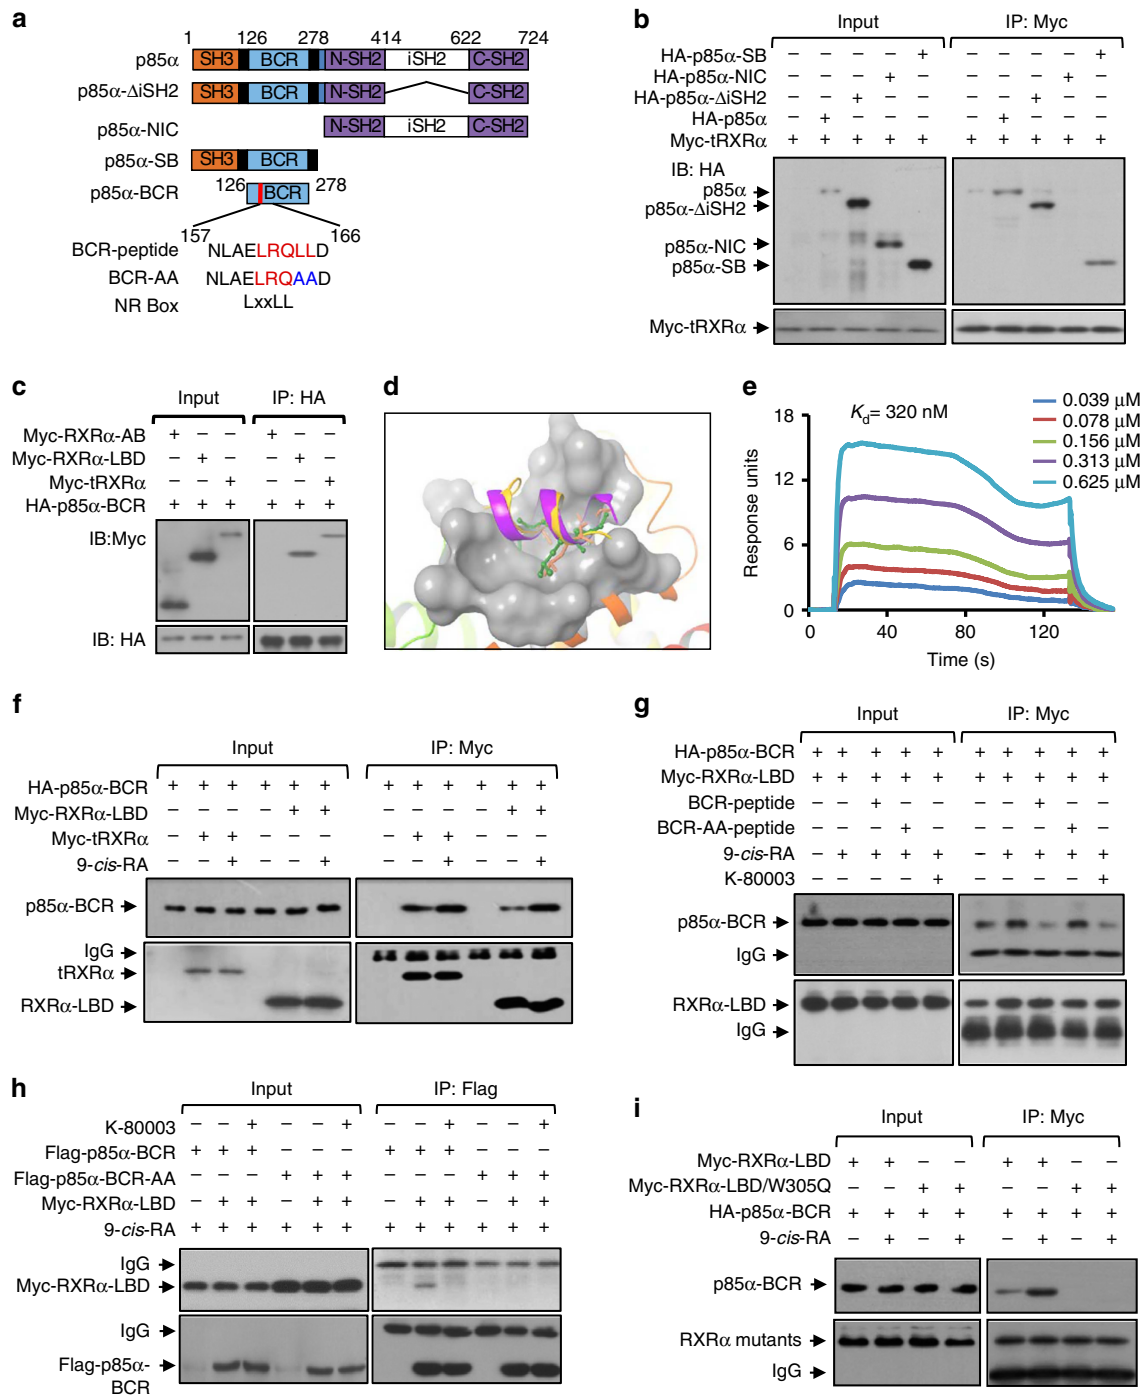 a
1 126 278 414 622 724
p85α SH3 BCR N-SH2 iSH2 C-SH2
p85α-ΔiSH2 SH3 BCR N-SH2 C-SH2
p85α-NIC N-SH2 iSH2 C-SH2
p85α-SB SH3 BCR
p85α-BCR 126 BCR 278
157 166
BCR-peptide NLAELRQLLD
BCR-AA NLAELRQAAD
NR Box LxxLL
b
Input IP: Myc
HA-p85α-SB − − − − + − − − − +
HA-p85α-NIC − − − + − − − − + −
HA-p85α-ΔiSH2 − − + − − − − + − −
HA-p85α − + − − − − + − − −
Myc-tRXRα + + + + + + + + + +
IB: HA
p85α
p85α-ΔiSH2
p85α-NIC
p85α-SB
Myc-tRXRα
c
Input IP: HA
Myc-RXRα-AB + − − + − −
Myc-RXRα-LBD − + − − + −
Myc-tRXRα − − + − − +
HA-p85α-BCR + + + + + +
IB:Myc
IB: HA
d
e
Kd= 320 nM
0.039 μM
0.078 μM
0.156 μM
0.313 μM
0.625 μM
Response units
18
12
6
0
0 40 80 120
Time (s)
f
Input IP: Myc
HA-p85α-BCR + + + + + + + + + + + +
Myc-RXRα-LBD − − − − + + − − − − + +
Myc-tRXRα − + + − − − − + + − − −
9-cis-RA − − + − − + − − + − − +
p85α-BCR
IgG
tRXRα
RXRα-LBD
g
Input IP: Myc
HA-p85α-BCR + + + + + + + + + +
Myc-RXRα-LBD + + + + + + + + + +
BCR-peptide − − + − − − − + − −
BCR-AA-peptide − − − + − − − − + −
9-cis-RA − + + + + − + + + +
K-80003 − − − − + − − − − +
p85α-BCR
IgG
RXRα-LBD
IgG
h
Input IP: Flag
K-80003 − − + − − + − − + − − +
Flag-p85α-BCR + + + − − − + + + − − −
Flag-p85α-BCR-AA − − − + + + − − − + + +
Myc-RXRα-LBD − + + − + + − + + − + +
9-cis-RA + + + + + + + + + + + +
IgG
Myc-RXRα-LBD
IgG
Flag-p85α-
BCR
i
Input IP: Myc
Myc-RXRα-LBD + + − − + + − −
Myc-RXRα-LBD/W305Q − − + + − − + +
HA-p85α-BCR + + + + + + + +
9-cis-RA − + − + − + − +
p85α-BCR
RXRα mutants
IgG